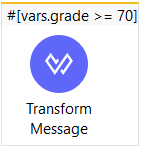 #[vars.grade >= 70]
Transform
Message